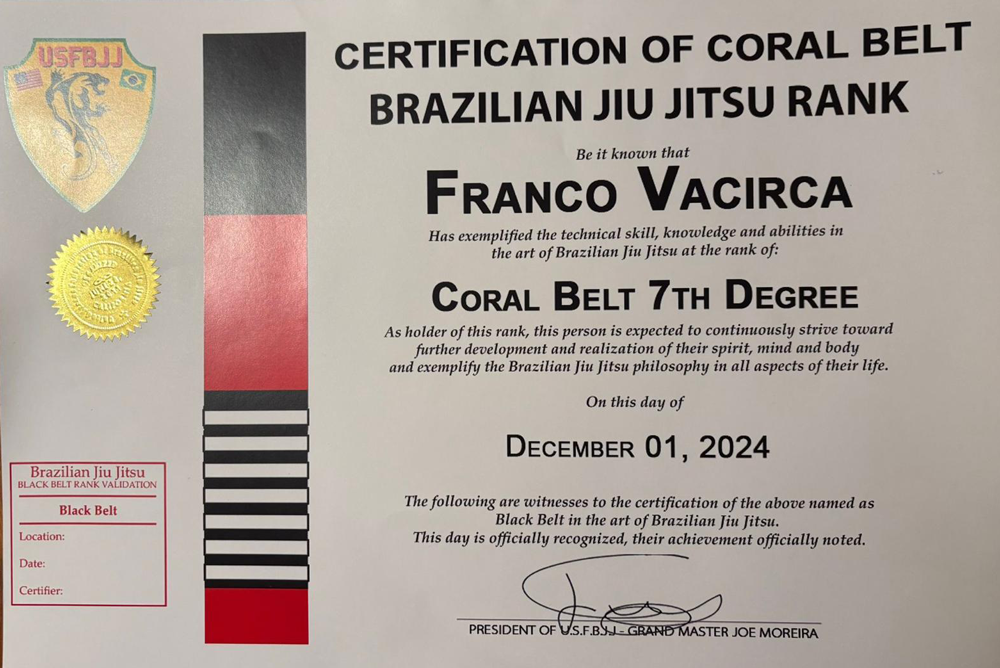 USFBJJ
CERTIFICATION OF CORAL BELT
BRAZILIAN JIU JITSU RANK
Be it known that
FRANCO VACIRCA
Has exemplified the technical skill, knowledge and abilities in
the art of Brazilian Jiu Jitsu at the rank of:
CORAL BELT 7TH DEGREE
As holder of this rank, this person is expected to continuously strive toward
further development and realization of their spirit, mind and body
and exemplify the Brazilian Jiu Jitsu philosophy in all aspects of their life.
On this day of
DECEMBER 01, 2024
The following are witnesses to the certification of the above named as
Black Belt in the art of Brazilian Jiu Jitsu.
This day is officially recognized, their achievement officially noted.
PRESIDENT OF U.S.F.B.J.J - GRAND MASTER JOE MOREIRA
Brazilian Jiu Jitsu
BLACK BELT RANK VALIDATION
Black Belt
Location:
Date:
Certifier: